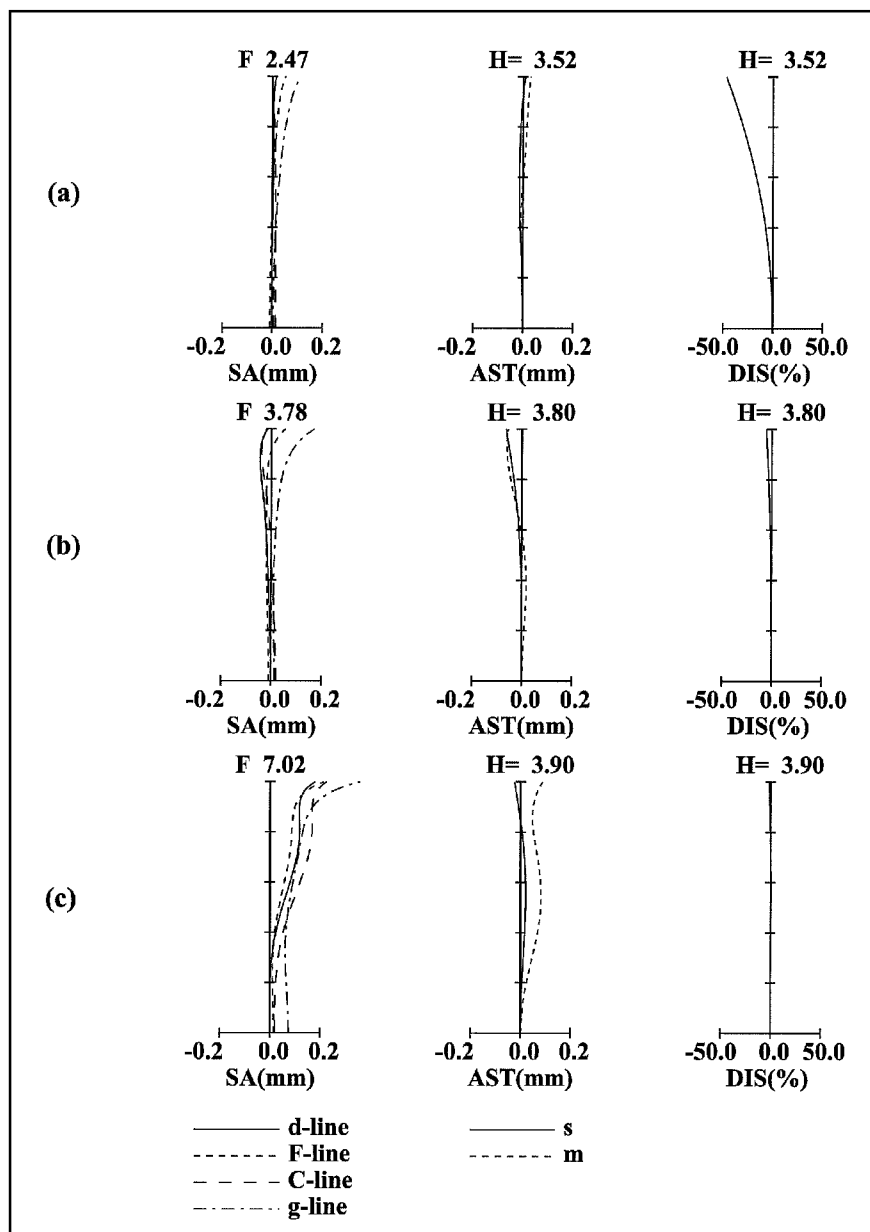 F 2.47 H= 3.52 H= 3.52
(a)
-0.2 0.0 0.2 -0.2 0.0 0.2 -50.0 0.0 50.0
SA(mm) AST(mm) DIS(%)
F 3.78 H= 3.80 H= 3.80
(b)
-0.2 0.0 0.2 -0.2 0.0 0.2 -50.0 0.0 50.0
SA(mm) AST(mm) DIS(%)
F 7.02 H= 3.90 H= 3.90
(c)
-0.2 0.0 0.2 -0.2 0.0 0.2 -50.0 0.0 50.0
SA(mm) AST(mm) DIS(%)
d-line s
F-line m
C-line
g-line